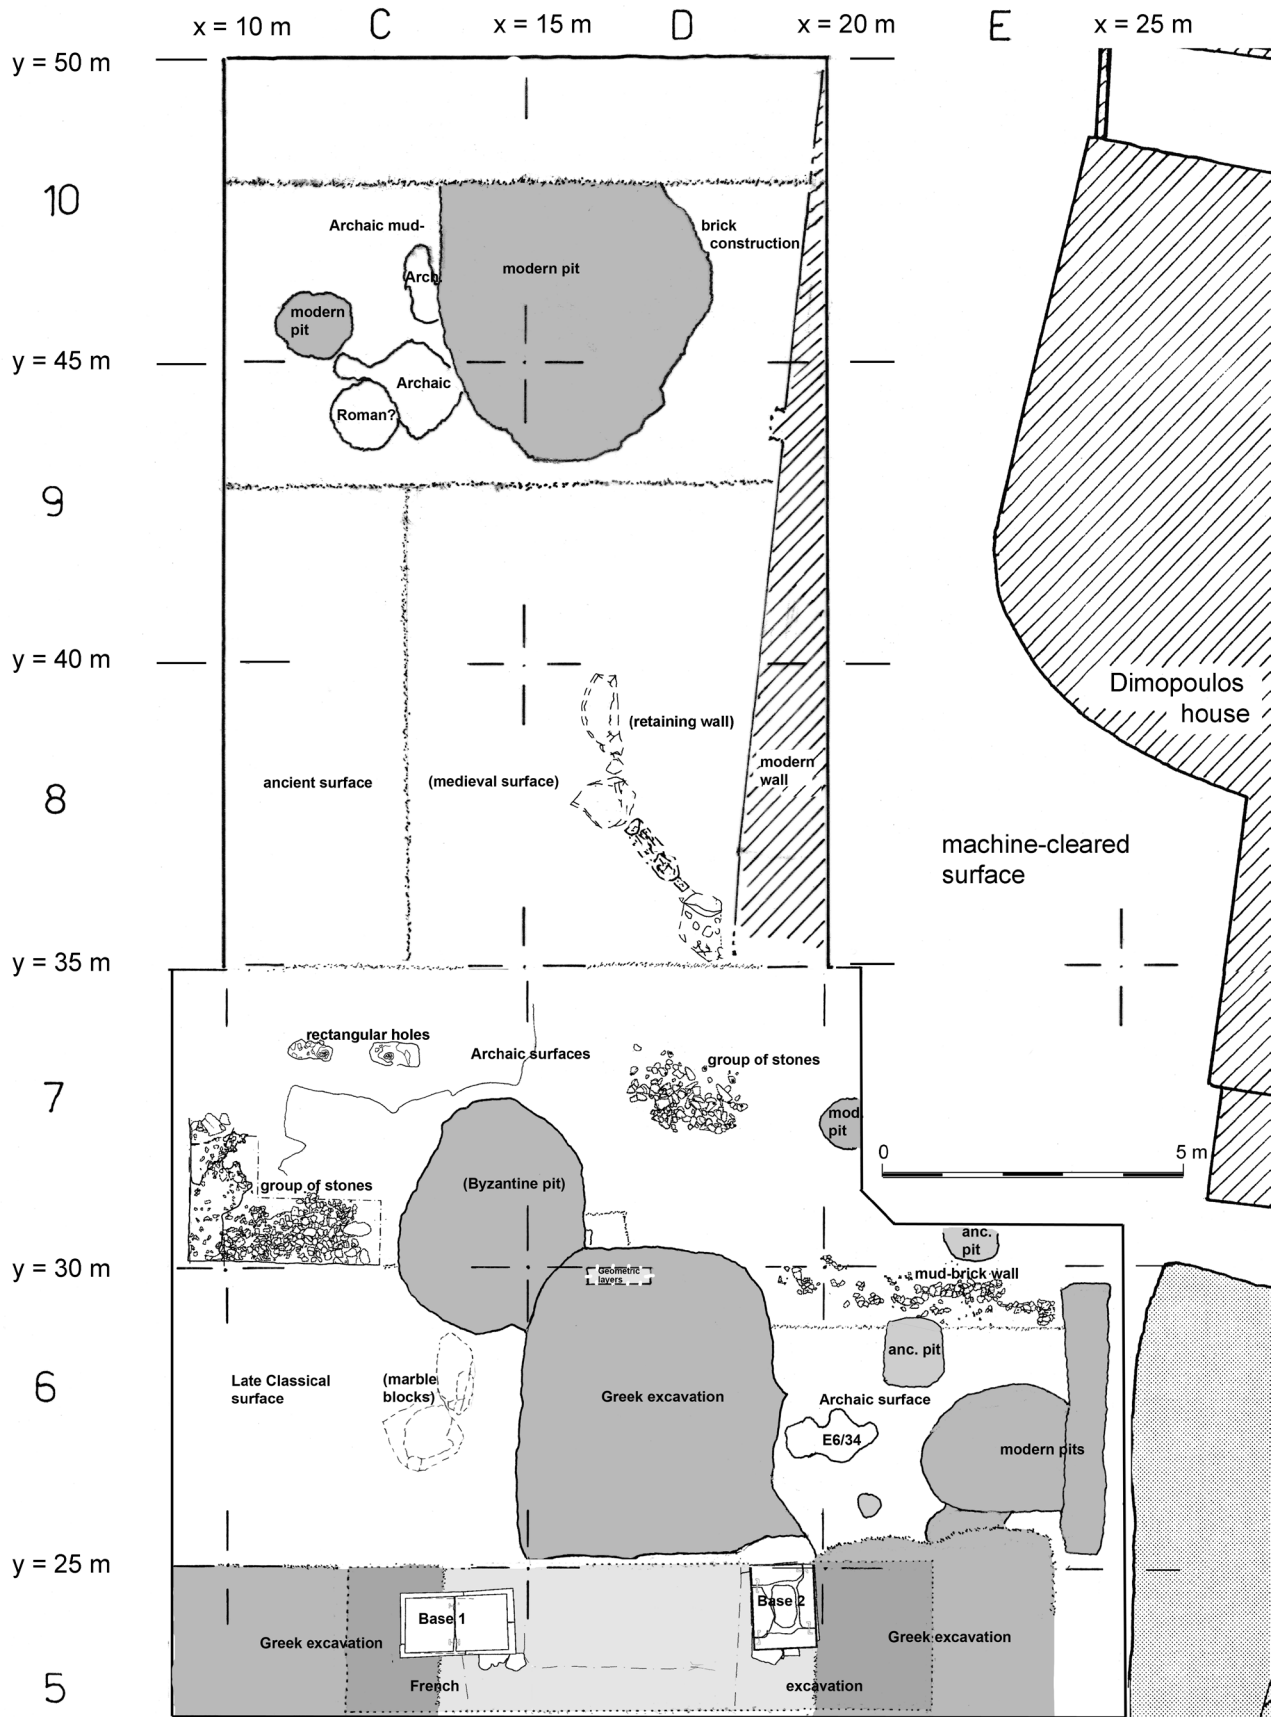 x = 10 m C x = 15 m D x = 20 m E x = 25 m
y = 50 m
10
Archaic mud-
brick
construction
Arch.
modern pit
modern
pit
y = 45 m
Archaic
Roman?
9
y = 40 m
Dimopoulos
house
(retaining wall)
modern
wall
ancient surface
(medieval surface)
8
machine-cleared
surface
y = 35 m
rectangular holes
Archaic surfaces
group of stones
7
mod.
pit
0 5 m
group of stones
(Byzantine pit)
anc.
pit
y = 30 m
Geometric
layers
mud-brick wall
anc. pit
6
Late Classical
surface
(marble
blocks)
Greek excavation
Archaic surface
E6/34
modern pits
y = 25 m
Base 1
Base 2
Greek excavation
Greek excavation
5
French
excavation